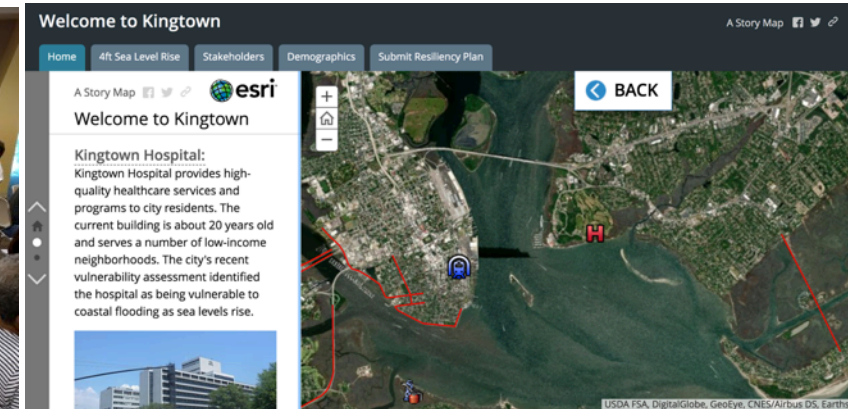 Welcome to Kingtown
A Story Map
Home
4ft Sea Level Rise
Stakeholders
Demographics
Submit Resiliency Plan
A Story Map
esri
Welcome to Kingtown
Kingtown Hospital:
Kingtown Hospital provides high-
quality healthcare services and
programs to city residents. The
current building is about 20 years old
and serves a number of low-income
neighborhoods. The city's recent
vulnerability assessment identified
the hospital as being vulnerable to
coastal flooding as sea levels rise.
BACK
H
USDA FSA, DigitalGlobe, GeoEye, CNES/Airbus DS, Earths